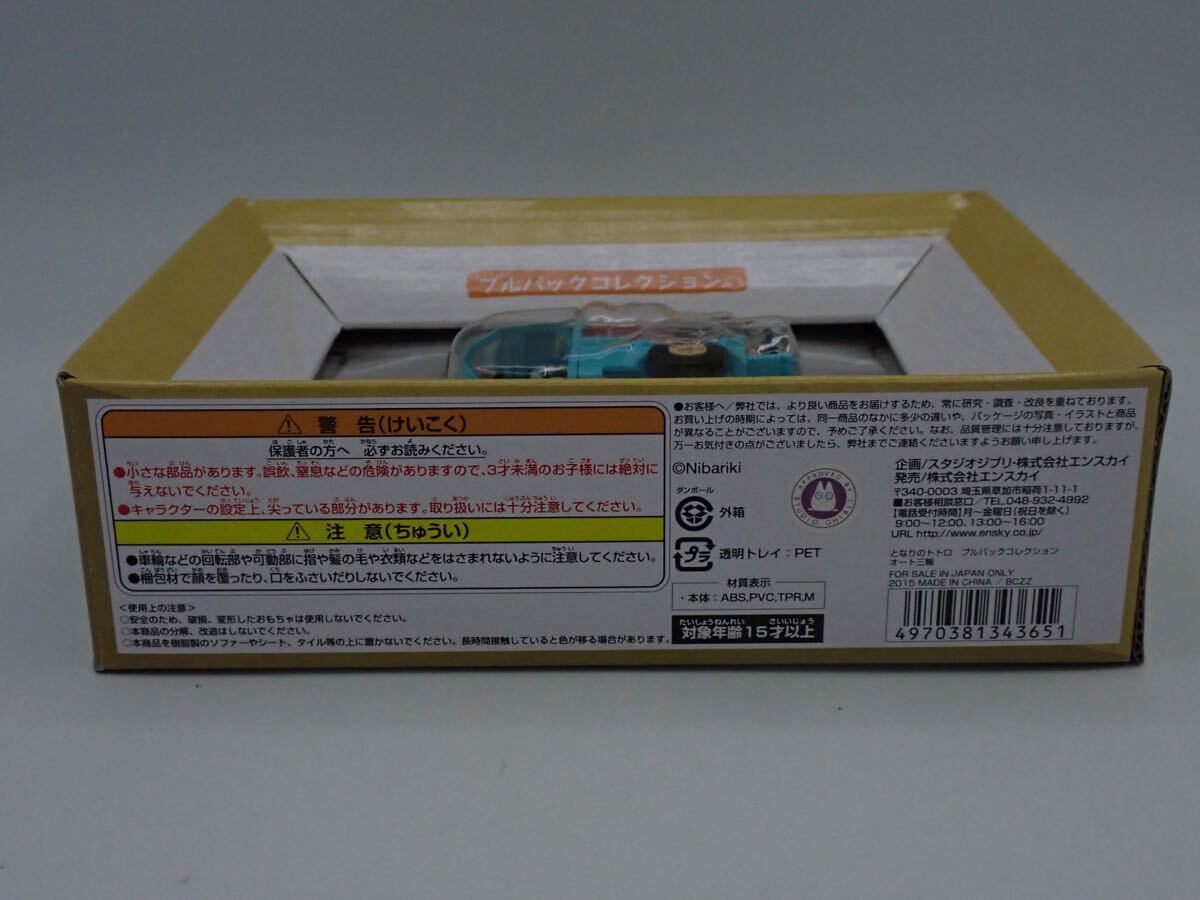 プルバックコレクション
⚠ 警告(けいこく)
保護者の方へ 必ずお読みください。
●小さな部品があります。誤飲、窒息などの危険がありますので、3才未満のお子様には絶対に
与えないでください。
●キャラクターの設定上、尖っている部分があります。取り扱いには十分注意してください。
⚠ 注意(ちゅうい)
●車輪などの回転部や可動部に指や髪の毛や衣類などをはさまれないように注意してください。
●梱包材で顔を覆ったり、口をふさいだりしないでください。
<使用上の注意>
○安全のため、破損、変形したおもちゃは使用しないでください。
○本商品の分解、改造はしないでください。
○本商品を樹脂製のソファーやシート、タイル等の上に置かないでください。長時間接触していると色が移る場合があります。
●お客様へ/弊社では、より良い商品をお届けするため、常に研究・調査・改良を重ねております。
お買い上げの時期によっては、同一商品のなかに多少の違いや、パッケージの写真・イラストと商品
が異なることがございますので、予めご了承ください。なお、品質管理には十分注意しておりますが、
万一お気付きの点がございましたら、弊社までご連絡くださいますようお願い申し上げます。
©Nibariki
ダンボール
外箱
プラ
透明トレイ:PET
材質表示
・本体:ABS,PVC,TPR,M
たいしょうねんれい さいいじょう
対象年齢15才以上
APPROVED BY
STUDIO GHIBLI
企画/スタジオジブリ・株式会社エンスカイ
発売/株式会社エンスカイ
〒340-0003 埼玉県草加市稲荷1-11-1
■お客様相談窓口/TEL.048-932-4992
【電話受付時間】月〜金曜日(祝日を除く)
9:00〜12:00、13:00〜16:00
URL http://www.ensky.co.jp/
となりのトトロ プルバックコレクション
オート三輪
FOR SALE IN JAPAN ONLY
2015 MADE IN CHINA / BCZZ
4970381343651